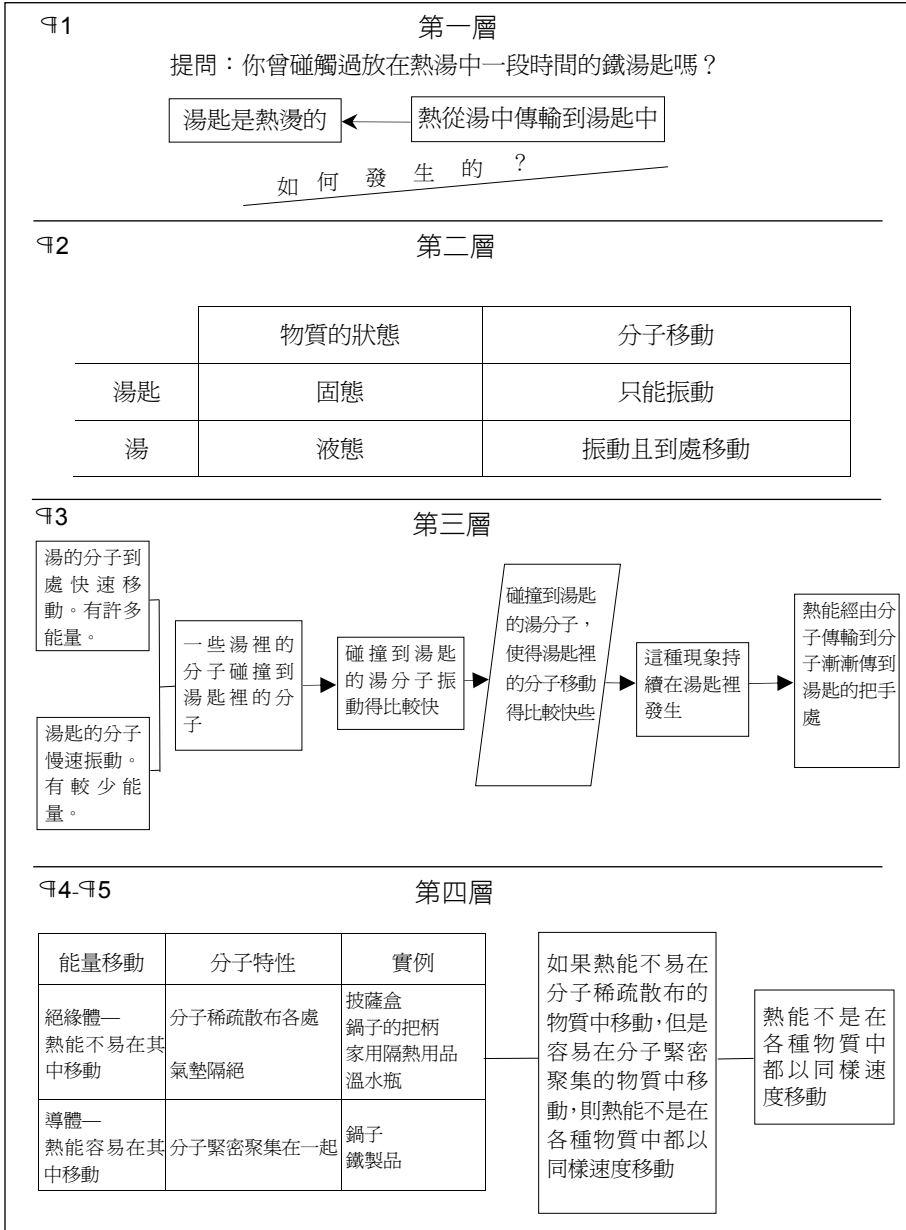 ¶1
第一層
提問：你曾碰觸過放在熱湯中一段時間的鐵湯匙嗎？
湯匙是熱燙的
熱從湯中傳輸到湯匙中
如何發生的？
¶2
第二層
物質的狀態
分子移動
湯匙
固態
只能振動
湯
液態
振動且到處移動
¶3
第三層
湯的分子到
處快速移
動。有許多
能量。
湯匙的分子
慢速振動。
有較少能
量。
一些湯裡的
分子碰撞到
湯匙裡的分
子
碰撞到湯匙
的湯分子振
動得比較快
碰撞到湯匙
的湯分子，
使得湯匙裡
的分子移動
得比較快些
這種現象持
續在湯匙裡
發生
熱能經由分
子傳輸到分
子漸漸傳到
湯匙的把手
處
¶4-¶5
第四層
能量移動
分子特性
實例
絕緣體—
熱能不易在其
中移動
分子稀疏散布各處
氣墊隔絕
披薩盒
鍋子的把柄
家用隔熱用品
溫水瓶
導體—
熱能容易在其
中移動
分子緊密聚集在一起
鍋子
鐵製品
如果熱能不易在
分子稀疏散布的
物質中移動，但是
容易在分子緊密
聚集的物質中移
動，則熱能不是在
各種物質中都以
同樣速度移動
熱能不是在
各種物質中
都以同樣速
度移動